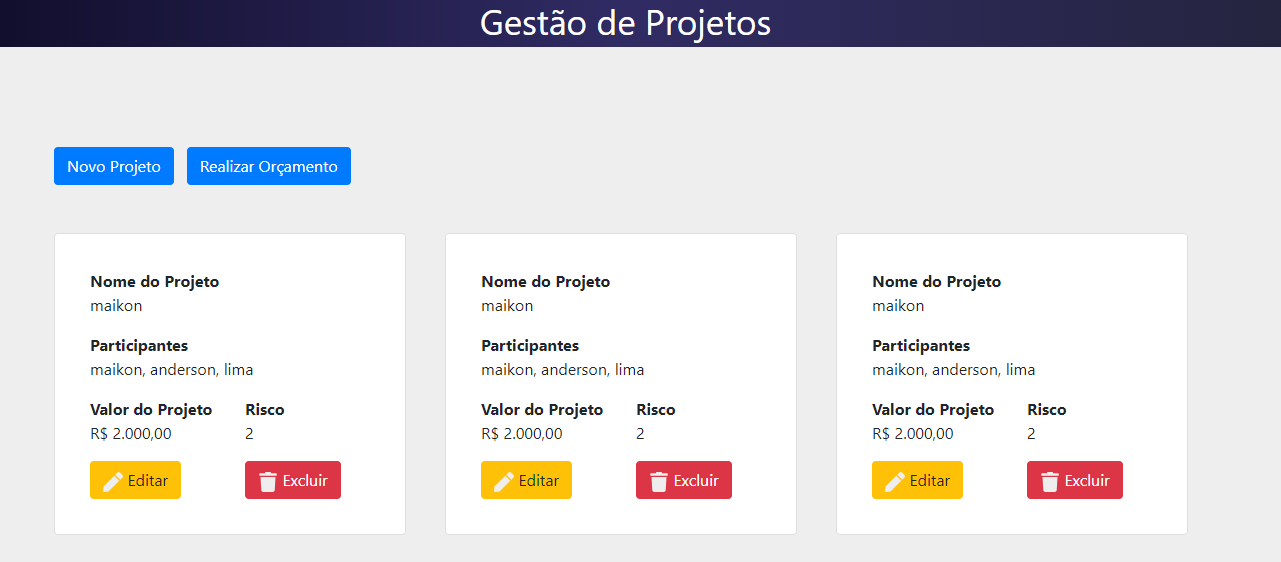 Gestão de Projetos
Novo Projeto
Realizar Orçamento
Nome do Projeto
maikon
Participantes
maikon, anderson, lima
Valor do Projeto Risco
R$ 2.000,00 2
Editar Excluir
Nome do Projeto
maikon
Participantes
maikon, anderson, lima
Valor do Projeto Risco
R$ 2.000,00 2
Editar Excluir
Nome do Projeto
maikon
Participantes
maikon, anderson, lima
Valor do Projeto Risco
R$ 2.000,00 2
Editar Excluir